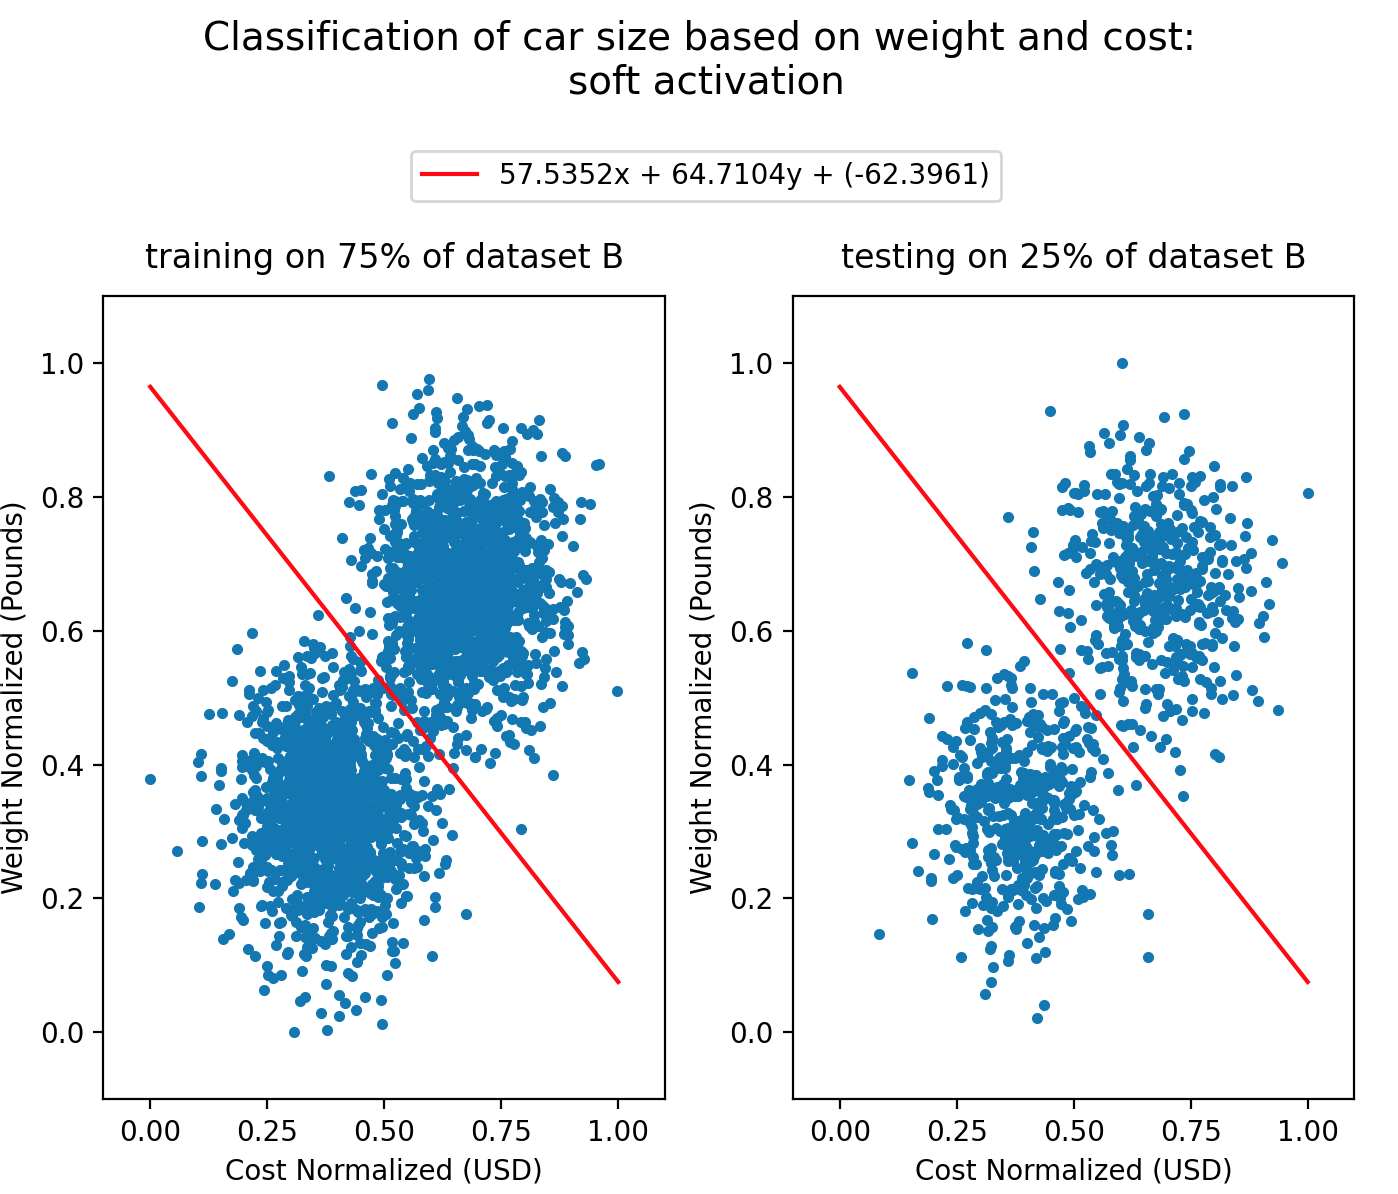 Classification of car size based on weight and cost:
soft activation
57.5352x + 64.7104y + (-62.3961)
training on 75% of dataset B
testing on 25% of dataset B
Weight Normalized (Pounds)
1.0
0.8
0.6
0.4
0.2
0.0
0.00 0.25 0.50 0.75 1.00
Cost Normalized (USD)
Weight Normalized (Pounds)
1.0
0.8
0.6
0.4
0.2
0.0
0.00 0.25 0.50 0.75 1.00
Cost Normalized (USD)